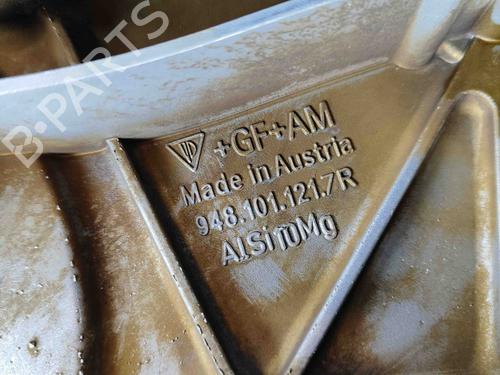 B-PARTS
+GF+AM
Made in Austria
948.101.121.7R
AlSi10Mg